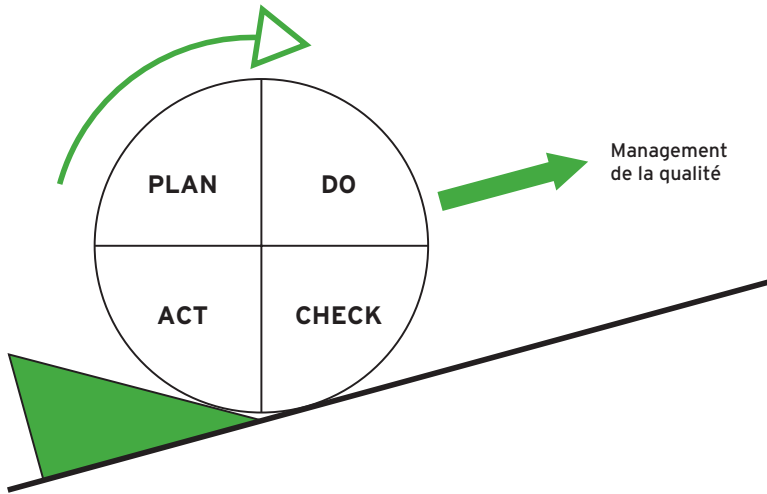 PLAN
DO
Management
de la qualité
ACT
CHECK